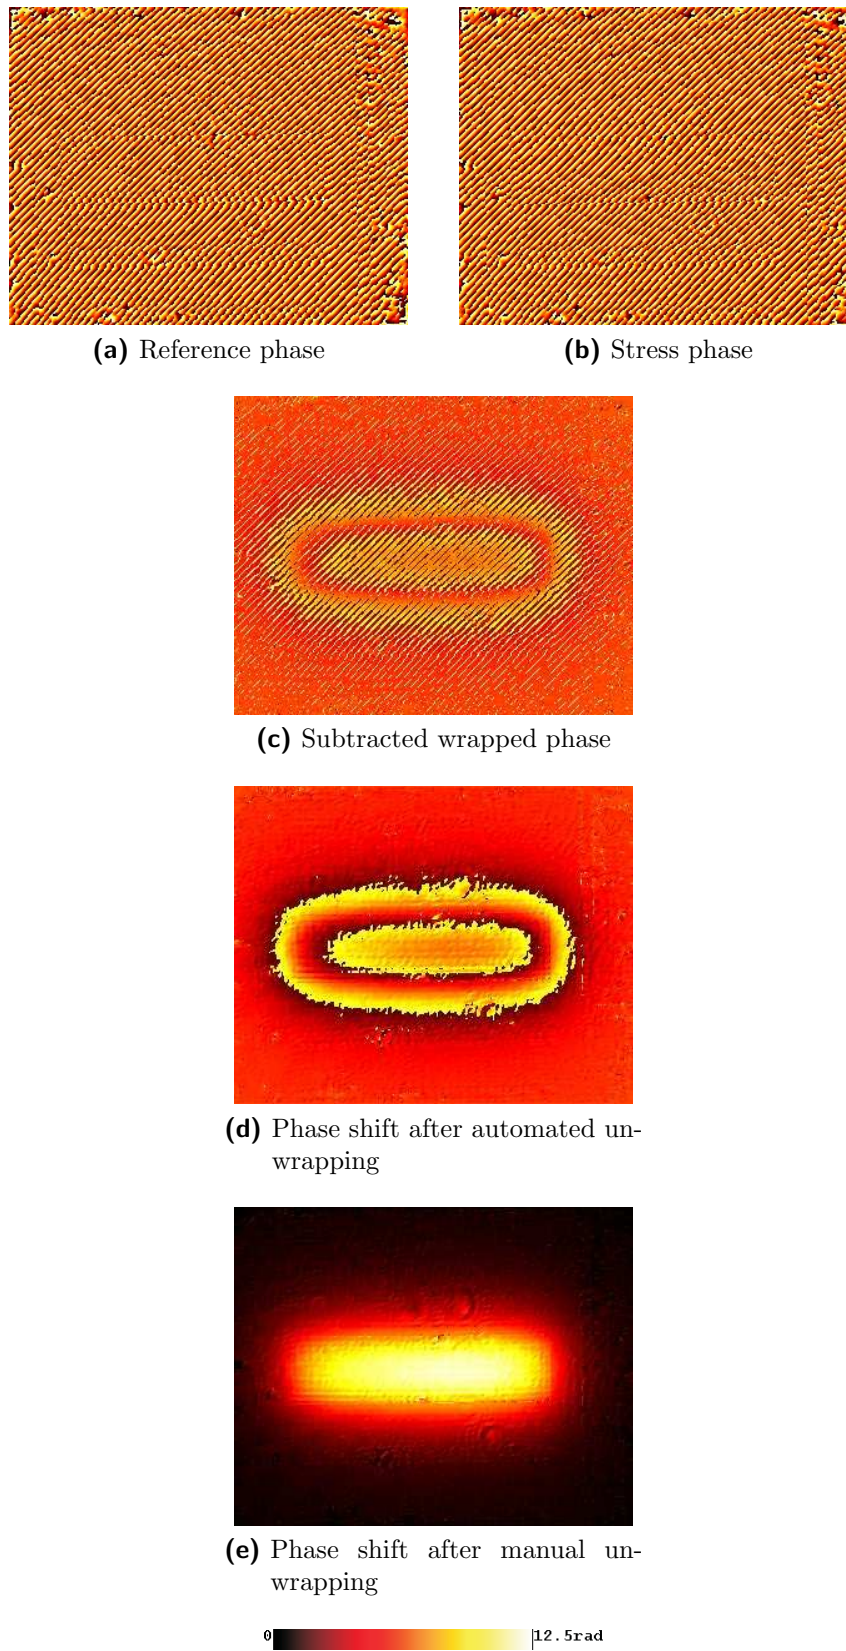 (a) Reference phase
(b) Stress phase
(c) Subtracted wrapped phase
(d) Phase shift after automated un-
wrapping
(e) Phase shift after manual un-
wrapping
0 12.5rad